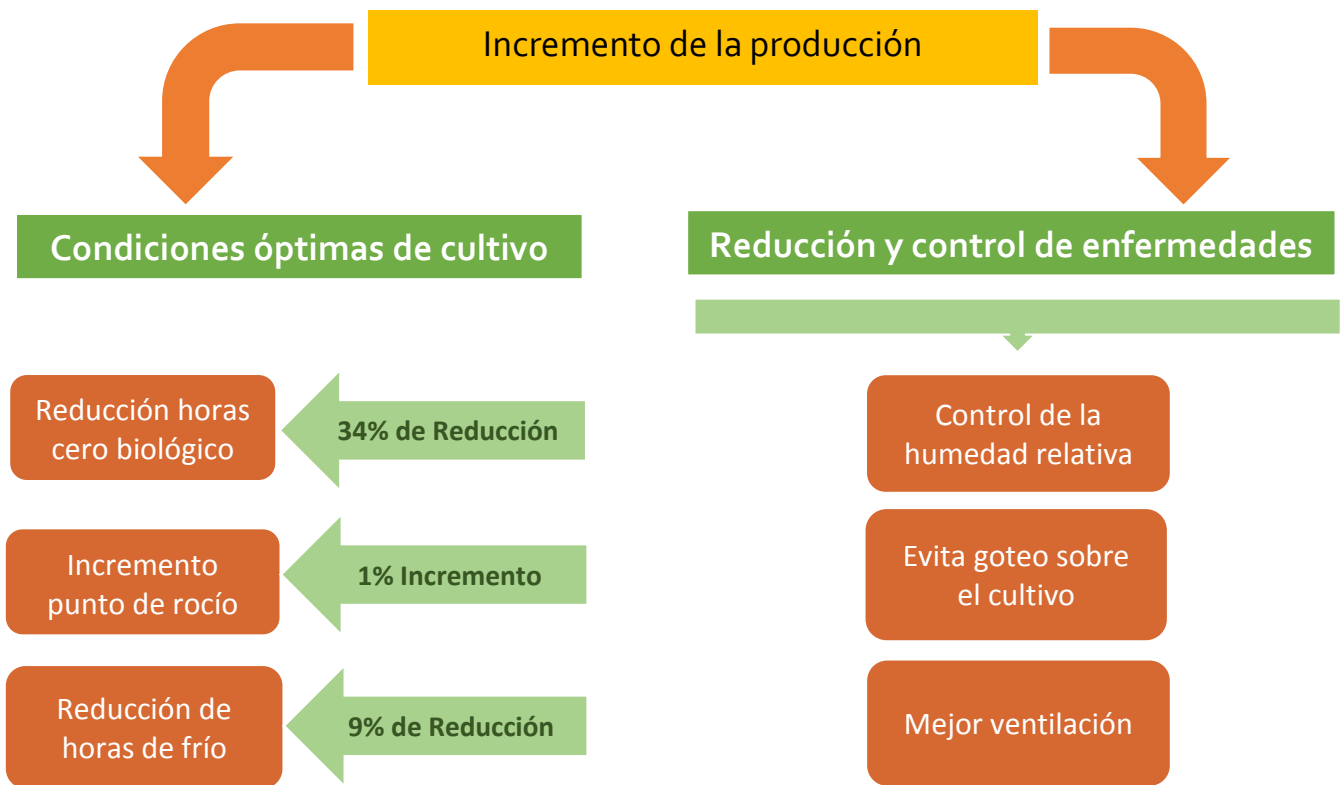 Incremento de la producción
Condiciones óptimas de cultivo
Reducción horas
cero biológico
34% de Reducción
Incremento
punto de rocío
1% Incremento
Reducción de
horas de frío
9% de Reducción
Reducción y control de enfermedades
Control de la
humedad relativa
Evita goteo sobre
el cultivo
Mejor ventilación